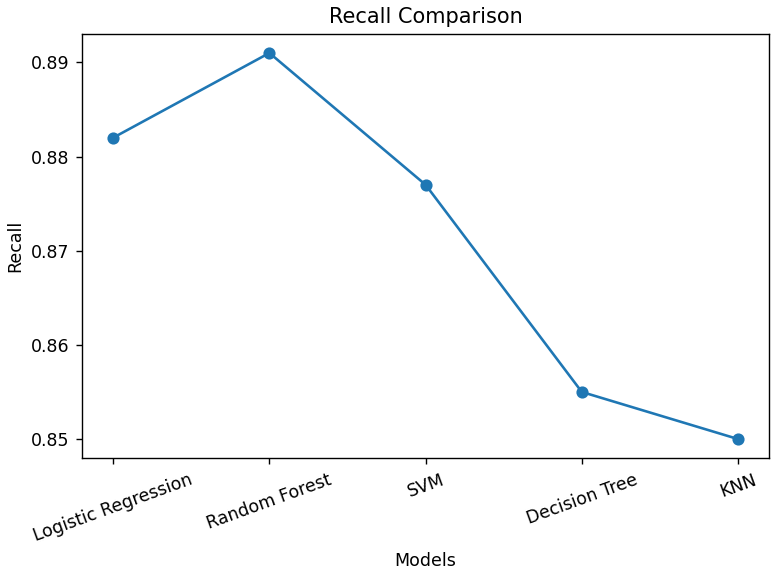 Recall Comparison
0.89
0.88
0.87
0.86
0.85
Recall
Logistic Regression
Random Forest
SVM
Decision Tree
KNN
Models